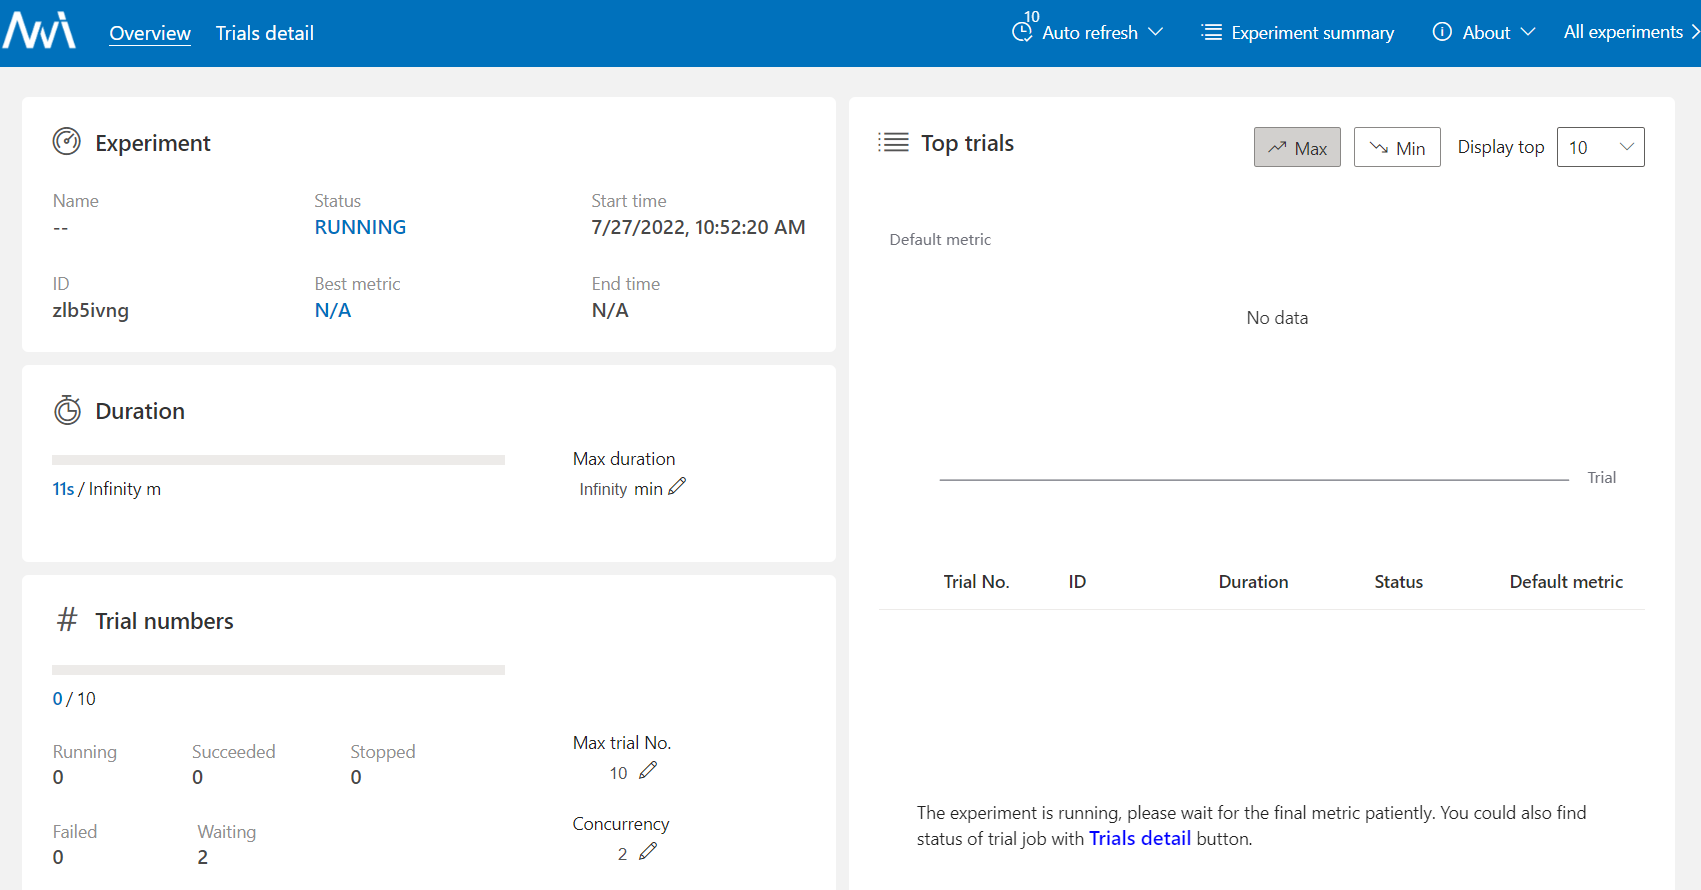 NNI
Overview
Trials detail
10
Auto refresh
Experiment summary
About
All experiments
Experiment
Name
--
Status
RUNNING
Start time
7/27/2022, 10:52:20 AM
ID
zlb5ivng
Best metric
N/A
End time
N/A
Duration
11s / Infinity m
Max duration
Infinity min
Trial numbers
0 / 10
Running
0
Succeeded
0
Stopped
0
Failed
0
Waiting
2
Max trial No.
10
Concurrency
2
Top trials
Max
Min
Display top
10
Default metric
No data
Trial
Trial No. ID Duration Status Default metric
The experiment is running, please wait for the final metric patiently. You could also find
status of trial job with Trials detail button.